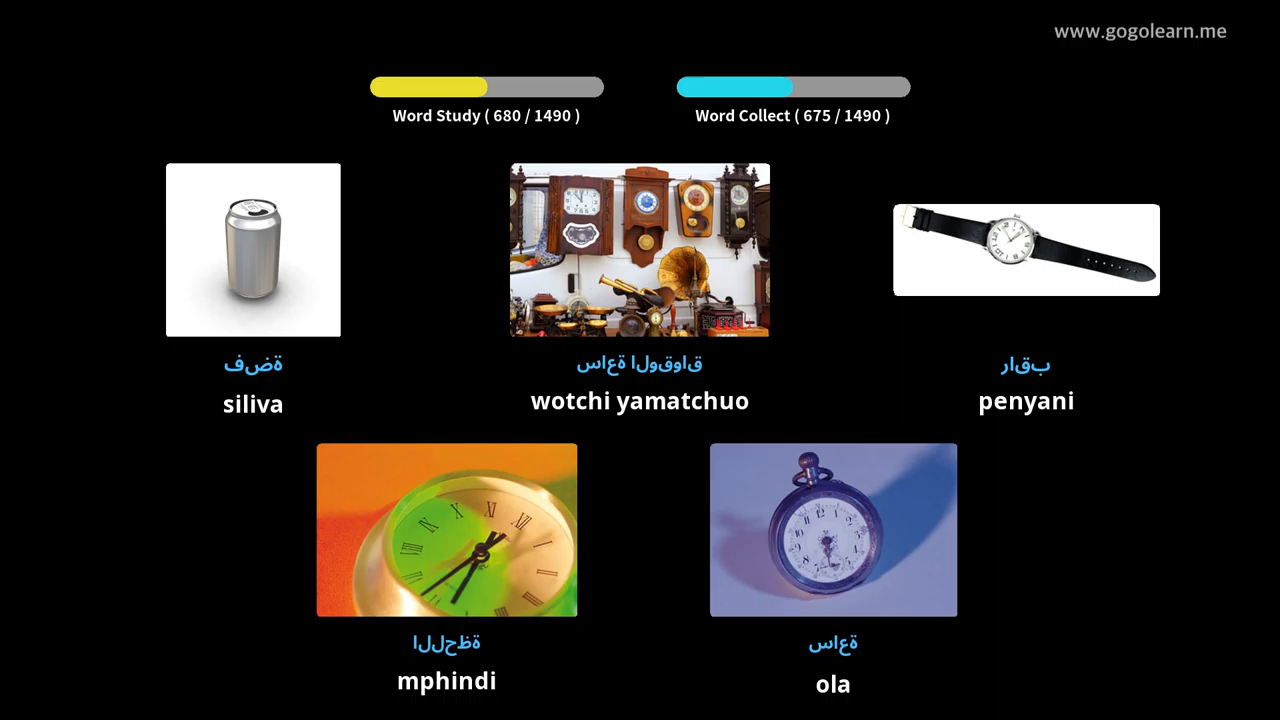 www.gogolearn.me
Word Study ( 680 / 1490 )
Word Collect ( 675 / 1490 )
فضة
siliva
ساعة الوقواق
wotchi yamatchuo
راقب
penyani
اللحظة
mphindi
ساعة
ola